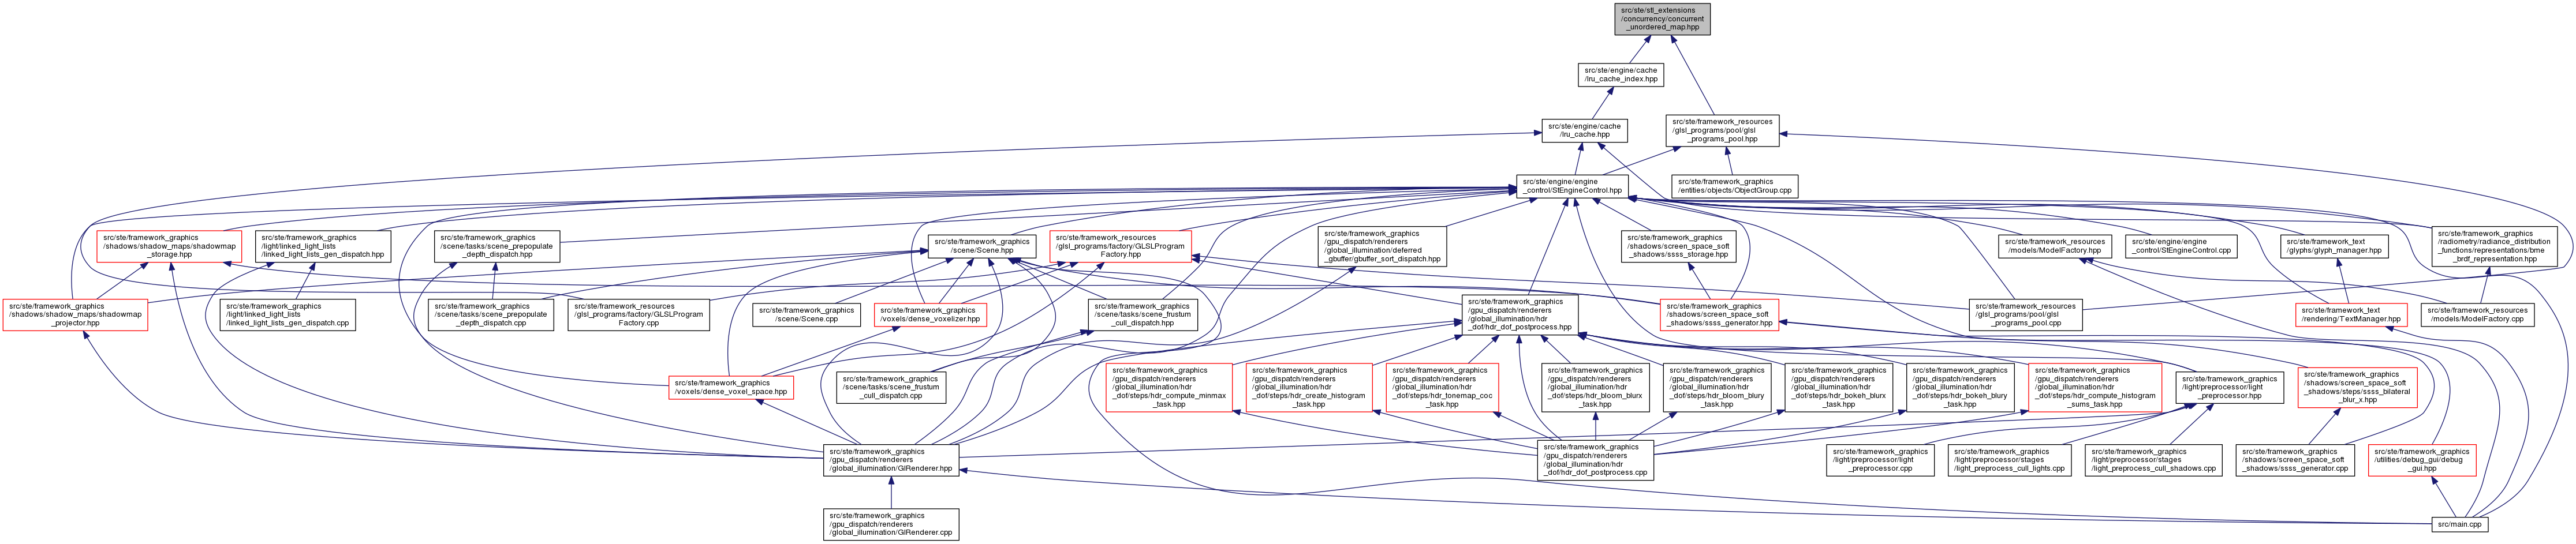 src/ste/stl_extensions
/concurrency/concurrent
_unordered_map.hpp
src/ste/engine/cache
/lru_cache_index.hpp
src/ste/engine/cache
/lru_cache.hpp
src/ste/framework_resources
/glsl_programs/pool/glsl
_programs_pool.hpp
src/ste/engine/engine
_control/StEngineControl.hpp
src/ste/framework_graphics
/entities/objects/ObjectGroup.cpp
src/ste/framework_graphics
/shadows/shadow_maps/shadowmap
_storage.hpp
src/ste/framework_graphics
/light/linked_light_lists
/linked_light_lists_gen_dispatch.hpp
src/ste/framework_graphics
/scene/tasks/scene_prepopulate
_depth_dispatch.hpp
src/ste/framework_graphics
/scene/Scene.hpp
src/ste/framework_resources
/glsl_programs/factory/GLSLProgram
Factory.hpp
src/ste/framework_graphics
/gpu_dispatch/renderers
/global_illumination/deferred
_gbuffer/gbuffer_sort_dispatch.hpp
src/ste/framework_graphics
/shadows/screen_space_soft
_shadows/ssss_storage.hpp
src/ste/framework_resources
/models/ModelFactory.hpp
src/ste/engine/engine
_control/StEngineControl.cpp
src/ste/framework_text
/glyphs/glyph_manager.hpp
src/ste/framework_graphics
/radiometry/radiance_distribution
_functions/representations/bme
_brdf_representation.hpp
src/ste/framework_graphics
/shadows/shadow_maps/shadowmap
_projector.hpp
src/ste/framework_graphics
/light/linked_light_lists
/linked_light_lists_gen_dispatch.cpp
src/ste/framework_graphics
/scene/tasks/scene_prepopulate
_depth_dispatch.cpp
src/ste/framework_resources
/glsl_programs/factory/GLSLProgram
Factory.cpp
src/ste/framework_graphics
/scene/Scene.cpp
src/ste/framework_graphics
/voxels/dense_voxelizer.hpp
src/ste/framework_graphics
/scene/tasks/scene_frustum
_cull_dispatch.hpp
src/ste/framework_graphics
/gpu_dispatch/renderers
/global_illumination/hdr
_dof/hdr_dof_postprocess.hpp
src/ste/framework_graphics
/shadows/screen_space_soft
_shadows/ssss_generator.hpp
src/ste/framework_resources
/glsl_programs/pool/glsl
_programs_pool.cpp
src/ste/framework_text
/rendering/TextManager.hpp
src/ste/framework_resources
/models/ModelFactory.cpp
src/ste/framework_graphics
/voxels/dense_voxel_space.hpp
src/ste/framework_graphics
/scene/tasks/scene_frustum
_cull_dispatch.cpp
src/ste/framework_graphics
/gpu_dispatch/renderers
/global_illumination/hdr
_dof/steps/hdr_compute_minmax
_task.hpp
src/ste/framework_graphics
/gpu_dispatch/renderers
/global_illumination/hdr
_dof/steps/hdr_create_histogram
_task.hpp
src/ste/framework_graphics
/gpu_dispatch/renderers
/global_illumination/hdr
_dof/steps/hdr_tonemap_coc
_task.hpp
src/ste/framework_graphics
/gpu_dispatch/renderers
/global_illumination/hdr
_dof/steps/hdr_bloom_blurx
_task.hpp
src/ste/framework_graphics
/gpu_dispatch/renderers
/global_illumination/hdr
_dof/steps/hdr_bloom_blury
_task.hpp
src/ste/framework_graphics
/gpu_dispatch/renderers
/global_illumination/hdr
_dof/steps/hdr_bokeh_blurx
_task.hpp
src/ste/framework_graphics
/gpu_dispatch/renderers
/global_illumination/hdr
_dof/steps/hdr_bokeh_blury
_task.hpp
src/ste/framework_graphics
/gpu_dispatch/renderers
/global_illumination/hdr
_dof/steps/hdr_compute_histogram
_sums_task.hpp
src/ste/framework_graphics
/light/preprocessor/light
_preprocessor.hpp
src/ste/framework_graphics
/shadows/screen_space_soft
_shadows/steps/ssss_bilateral
_blur_x.hpp
src/ste/framework_graphics
/gpu_dispatch/renderers
/global_illumination/GIRenderer.hpp
src/ste/framework_graphics
/gpu_dispatch/renderers
/global_illumination/hdr
_dof/hdr_dof_postprocess.cpp
src/ste/framework_graphics
/light/preprocessor/light
_preprocessor.cpp
src/ste/framework_graphics
/light/preprocessor/stages
/light_preprocess_cull_lights.cpp
src/ste/framework_graphics
/light/preprocessor/stages
/light_preprocess_cull_shadows.cpp
src/ste/framework_graphics
/shadows/screen_space_soft
_shadows/ssss_generator.cpp
src/ste/framework_graphics
/utilities/debug_gui/debug
_gui.hpp
src/ste/framework_graphics
/gpu_dispatch/renderers
/global_illumination/GIRenderer.cpp
src/main.cpp